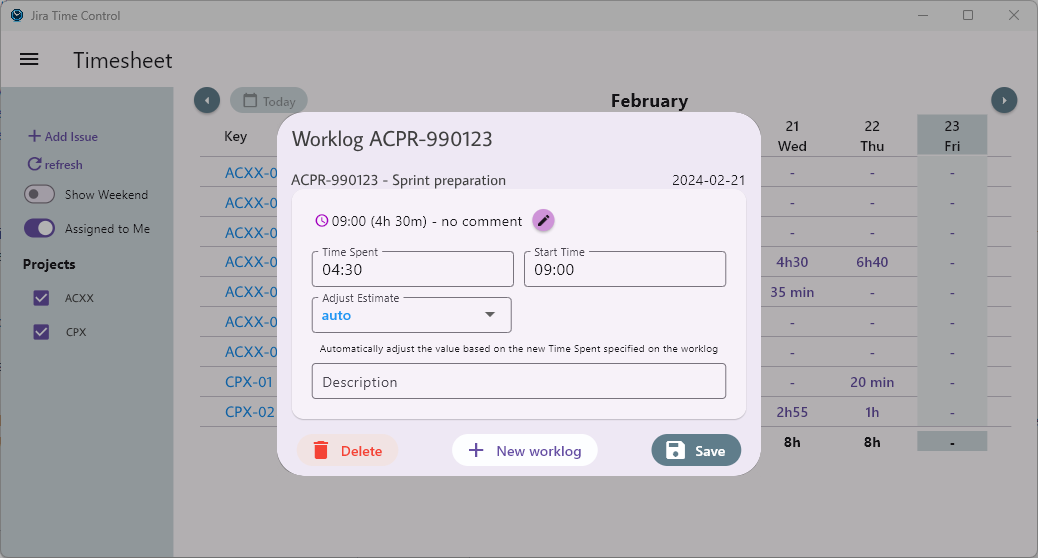 Jira Time Control
Timesheet
Today
February
+ Add Issue
refresh
Show Weekend
Assigned to Me
Projects
ACXX
CPX
Key
21 22 23
Wed Thu Fri
ACXX-0 - - -
ACXX-0 - - -
ACXX-0 - - -
ACXX-0 4h30 6h40 -
ACXX-0 35 min - -
ACXX-0 - - -
ACXX-0 - - -
CPX-01 - 20 min -
CPX-02 2h55 1h -
8h 8h -
Worklog ACPR-990123
ACPR-990123 - Sprint preparation 2024-02-21
09:00 (4h 30m) - no comment
Time Spent Start Time
04:30 09:00
Adjust Estimate
auto
Automatically adjust the value based on the new Time Spent specified on the worklog
Description
Delete + New worklog Save